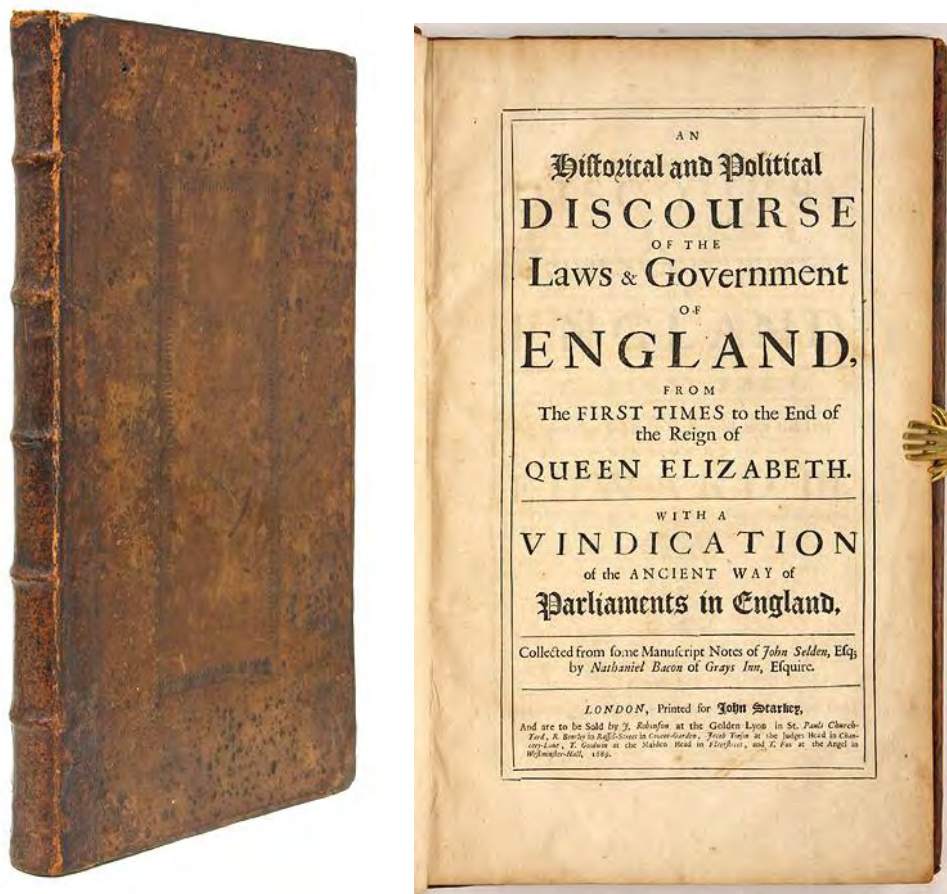 AN
Hiſtorical and Political
DISCOURSE
OF THE
Laws & Government
OF
ENGLAND,
FROM
The FIRST TIMES to the End of
the Reign of
QUEEN ELIZABETH.
WITH A
VINDICATION
of the ANCIENT WAY of
Parliaments in England,
Collected from ſome Manuſcript Notes of John Selden, Eſq;
by Nathaniel Bacon of Grays Inn, Eſquire.
LONDON, Printed for John Starkey,
And are to be Sold by J. Robinſon at the Golden Lyon in St. Pauls Church-
Yard, R. Bentley in Ruſſel-Street in Covent-Garden, Jacob Tonſon at the Judges Head in Chan-
cery-Lane, T. Goodwin at the Maiden Head in Fleetſtreet, and T. Fox at the Angel in
Weſtminſter-Hall, 1689.